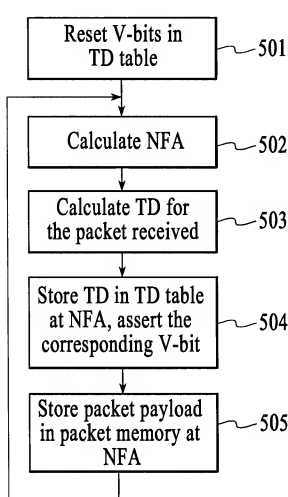 Reset V-bits in
TD table
501
Calculate NFA
502
Calculate TD for
the packet received
503
Store TD in TD table
at NFA, assert the
corresponding V-bit
504
Store packet payload
in packet memory at
NFA
505